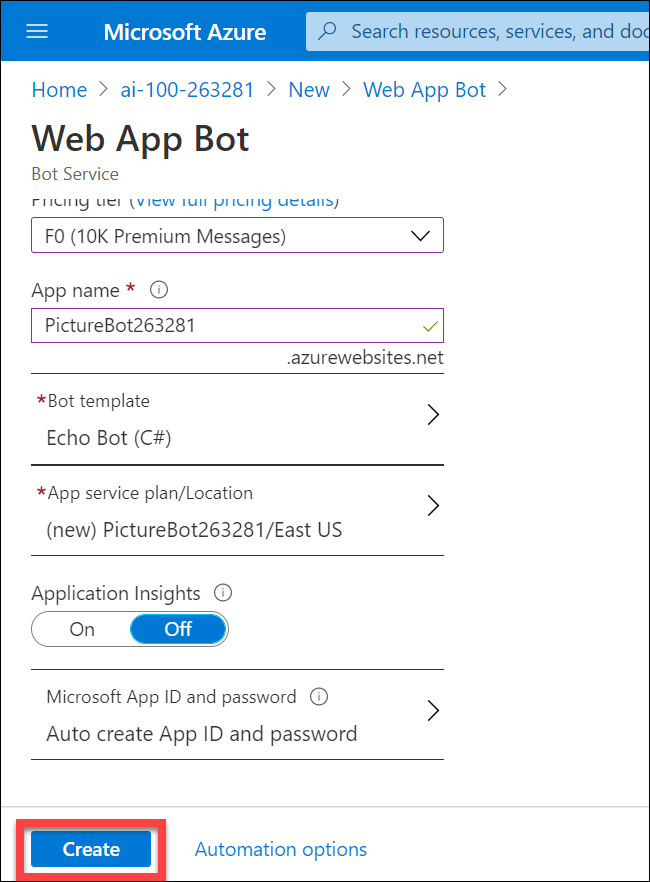 Microsoft Azure
Search resources, services, and doc
Home > ai-100-263281 > New > Web App Bot >
Web App Bot
Bot Service
Pricing tier (View full pricing details)
F0 (10K Premium Messages)
App name *
PictureBot263281
.azurewebsites.net
*Bot template
Echo Bot (C#)
*App service plan/Location
(new) PictureBot263281/East US
Application Insights
On Off
Microsoft App ID and password
Auto create App ID and password
Create Automation options